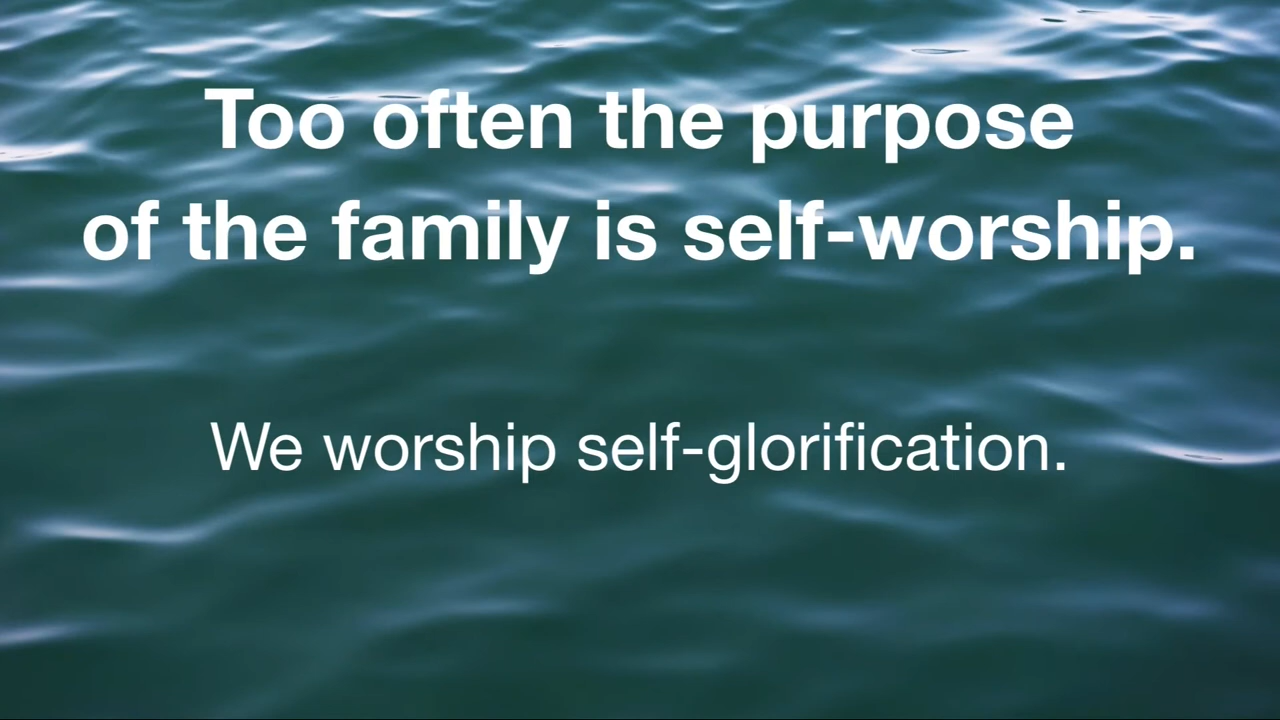 Too often the purpose
of the family is self-worship.
We worship self-glorification.